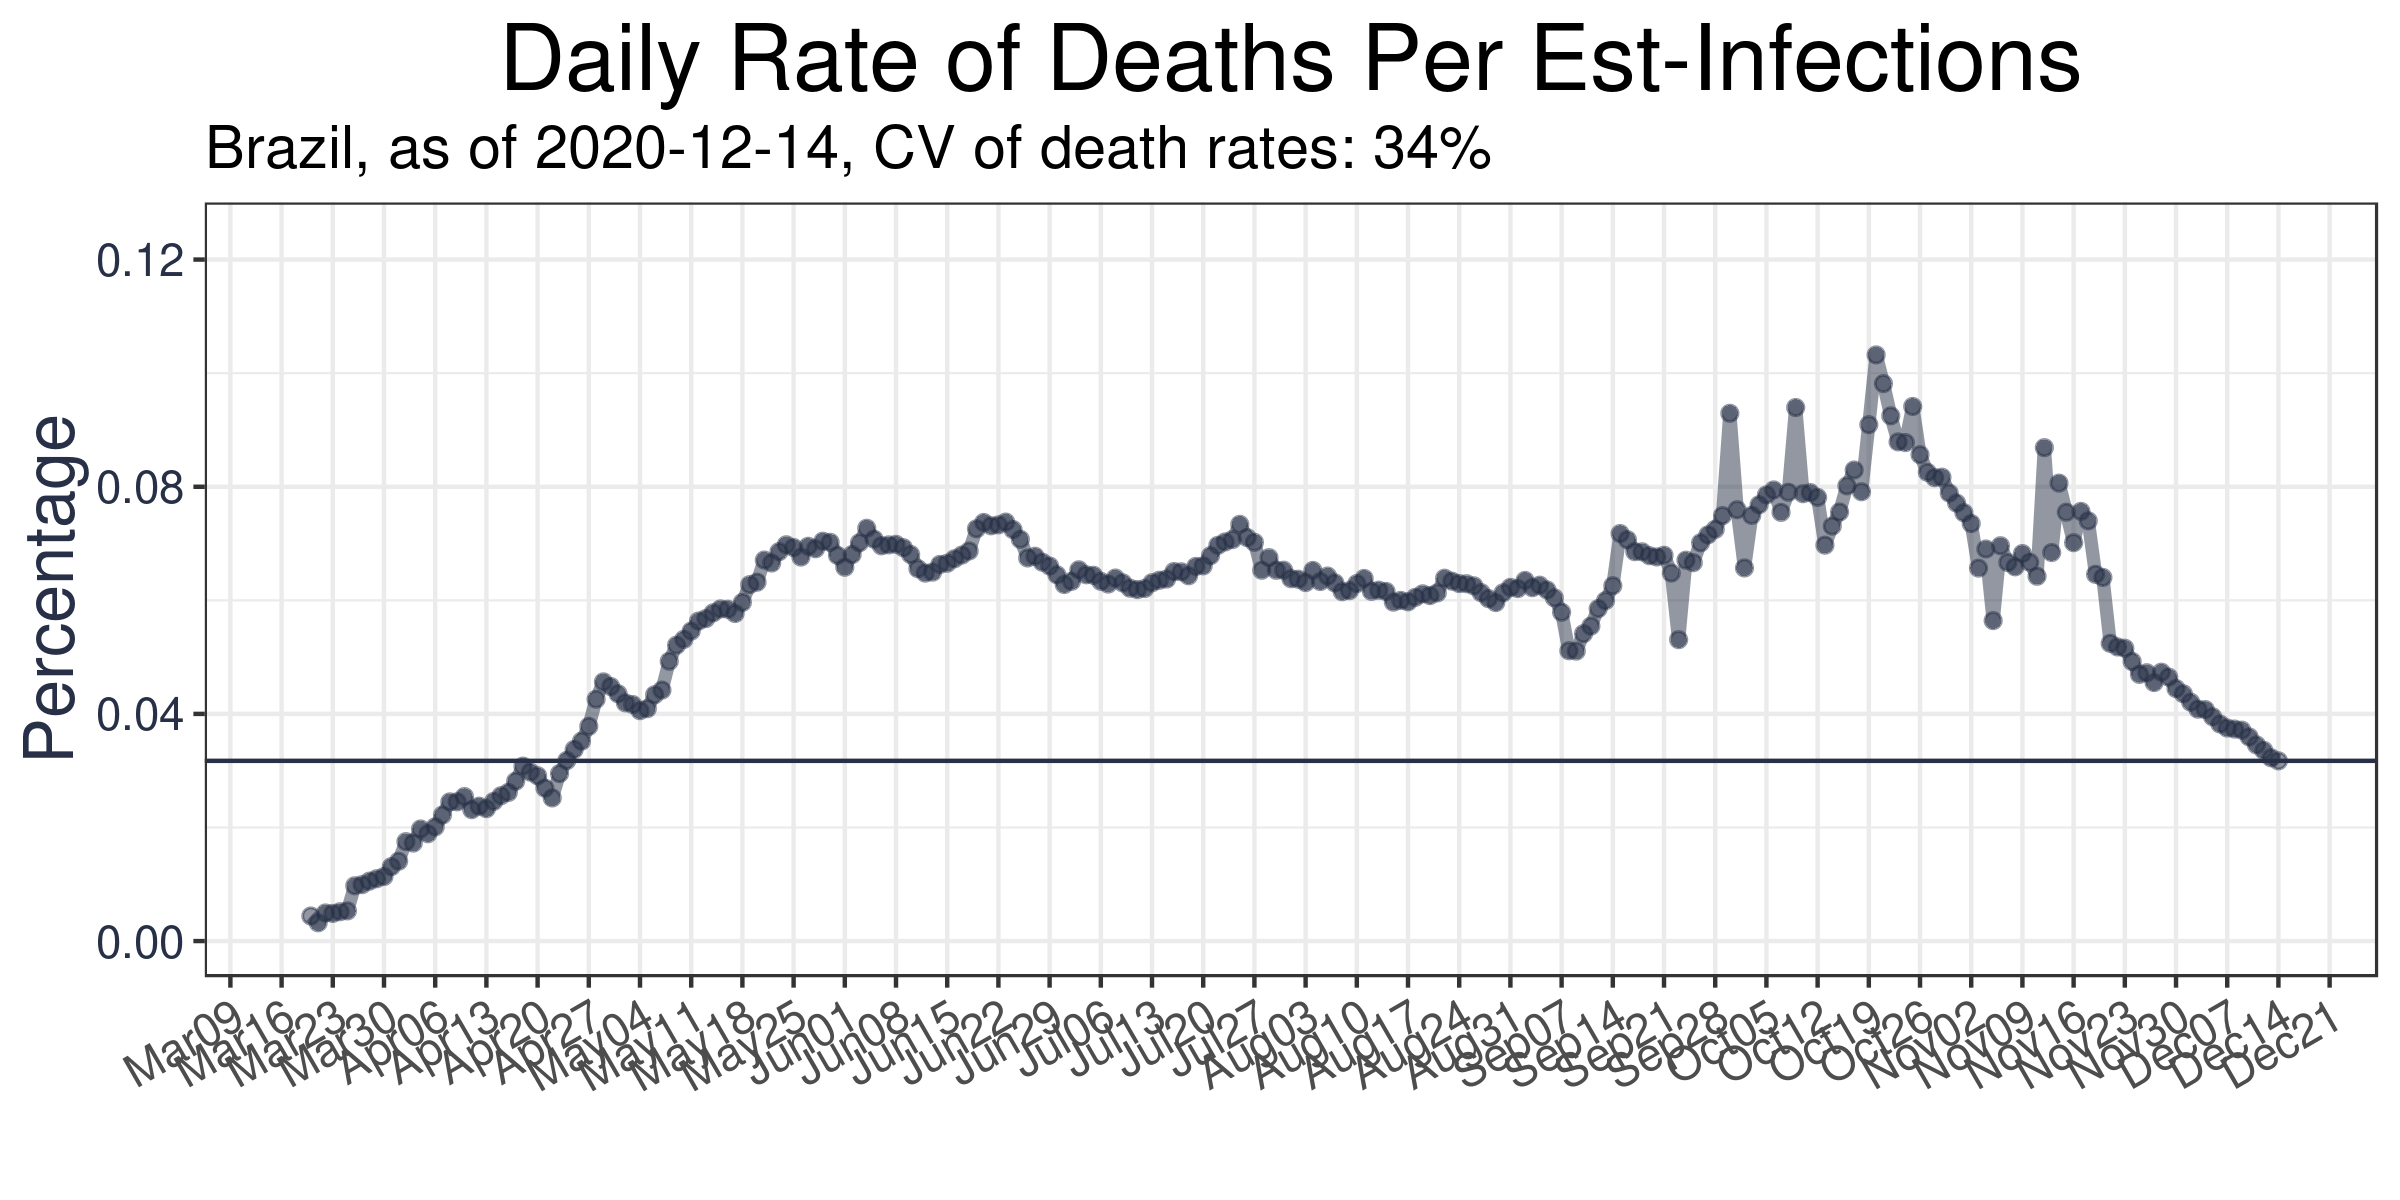 Daily Rate of Deaths Per Est-Infections
Brazil, as of 2020-12-14, CV of death rates: 34%
Percentage
0.12
0.08
0.04
0.00
Mar09
Mar16
Mar23
Mar30
Apr06
Apr13
Apr20
Apr27
May04
May11
May18
May25
Jun01
Jun08
Jun15
Jun22
Jun29
Jul06
Jul13
Jul20
Jul27
Aug03
Aug10
Aug17
Aug24
Aug31
Sep07
Sep14
Sep21
Sep28
Oct05
Oct12
Oct19
Oct26
Nov02
Nov09
Nov16
Nov23
Nov30
Dec07
Dec14
Dec21